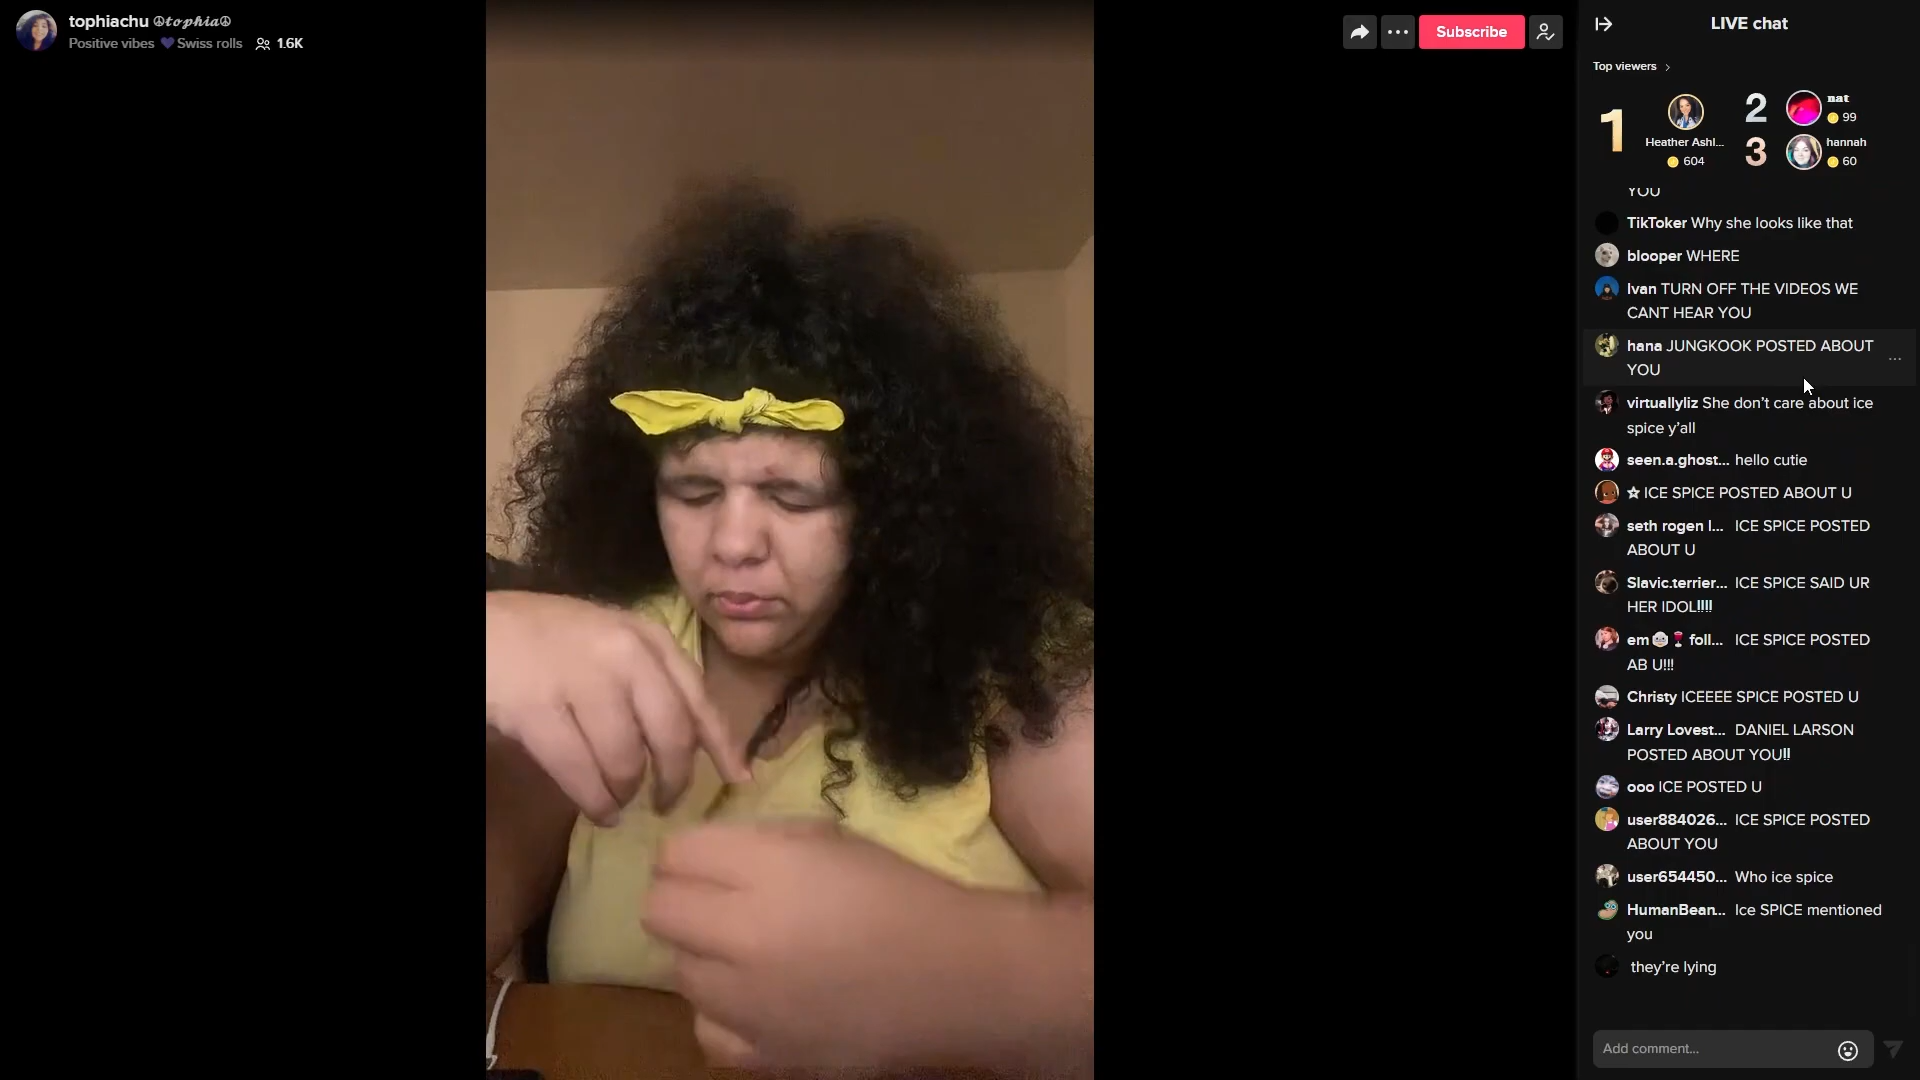 tophiachu ☮𝓽𝓸𝓹𝓱𝓲𝓪☮
Positive vibes 💜 Swiss rolls 1.6K
Subscribe
LIVE chat
Top viewers
1
Heather Ashl...
604
2
nat
99
3
hannah
60
YOU
TikToker Why she looks like that
blooper WHERE
Ivan TURN OFF THE VIDEOS WE
CANT HEAR YOU
hana JUNGKOOK POSTED ABOUT
YOU
virtuallyliz She don't care about ice
spice y'all
seen.a.ghost... hello cutie
☆ ICE SPICE POSTED ABOUT U
seth rogen l... ICE SPICE POSTED
ABOUT U
Slavic.terrier... ICE SPICE SAID UR
HER IDOL!!!!
em foll... ICE SPICE POSTED
AB U!!!
Christy ICEEEE SPICE POSTED U
Larry Lovest... DANIEL LARSON
POSTED ABOUT YOU!!
ooo ICE POSTED U
user884026... ICE SPICE POSTED
ABOUT YOU
user654450... Who ice spice
HumanBean... Ice SPICE mentioned
you
they're lying
Add comment...